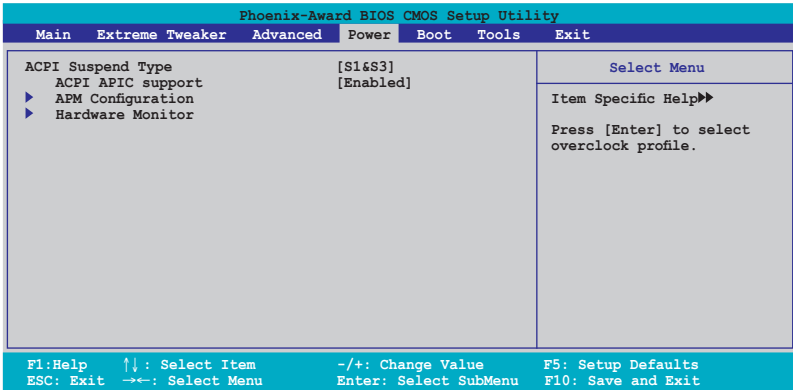 Phoenix-Award BIOS CMOS Setup Utility
Main Extreme Tweaker Advanced Power Boot Tools Exit
ACPI Suspend Type [S1&S3]
ACPI APIC support [Enabled]
APM Configuration
Hardware Monitor
Select Menu
Item Specific Help
Press [Enter] to select
overclock profile.
F1:Help ↑↓: Select Item -/+: Change Value F5: Setup Defaults
ESC: Exit →←: Select Menu Enter: Select SubMenu F10: Save and Exit